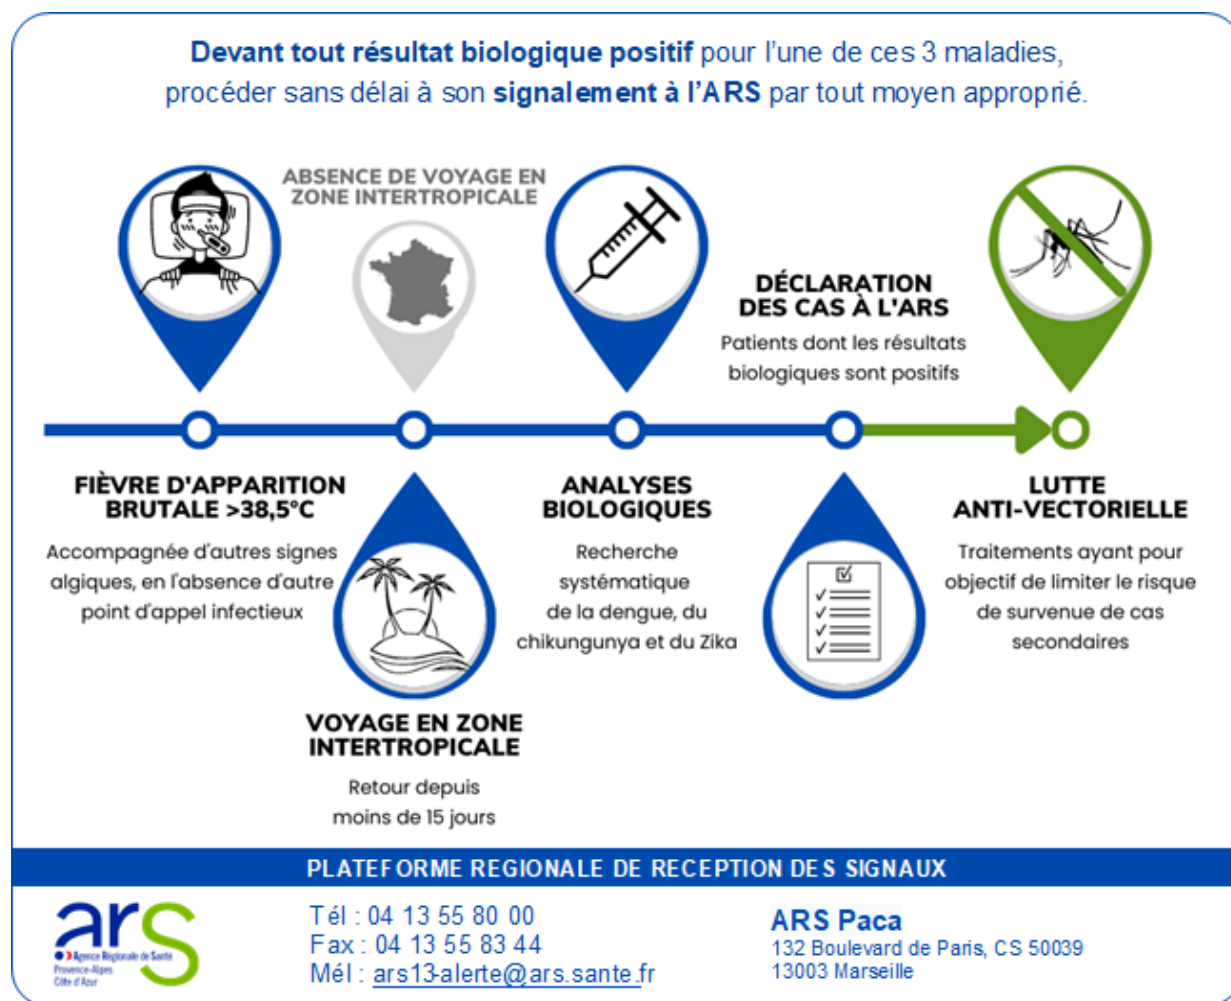 Devant tout résultat biologique positif pour l'une de ces 3 maladies,
procéder sans délai à son signalement à l'ARS par tout moyen approprié.
ABSENCE DE VOYAGE EN
ZONE INTERTROPICALE
DÉCLARATION
DES CAS À L'ARS
Patients dont les résultats
biologiques sont positifs
FIÈVRE D'APPARITION
BRUTALE >38,5°C
Accompagnée d'autres signes
algiques, en l'absence d'autre
point d'appel infectieux
VOYAGE EN ZONE
INTERTROPICALE
Retour depuis
moins de 15 jours
ANALYSES
BIOLOGIQUES
Recherche
systématique
de la dengue, du
chikungunya et du Zika
LUTTE
ANTI-VECTORIELLE
Traitements ayant pour
objectif de limiter le risque
de survenue de cas
secondaires
PLATEFORME REGIONALE DE RECEPTION DES SIGNAUX
ars
Agence Régionale de Santé
Provence-Alpes
Côte d'Azur
Tél : 04 13 55 80 00
Fax : 04 13 55 83 44
Mél : ars13-alerte@ars.sante.fr
ARS Paca
132 Boulevard de Paris, CS 50039
13003 Marseille